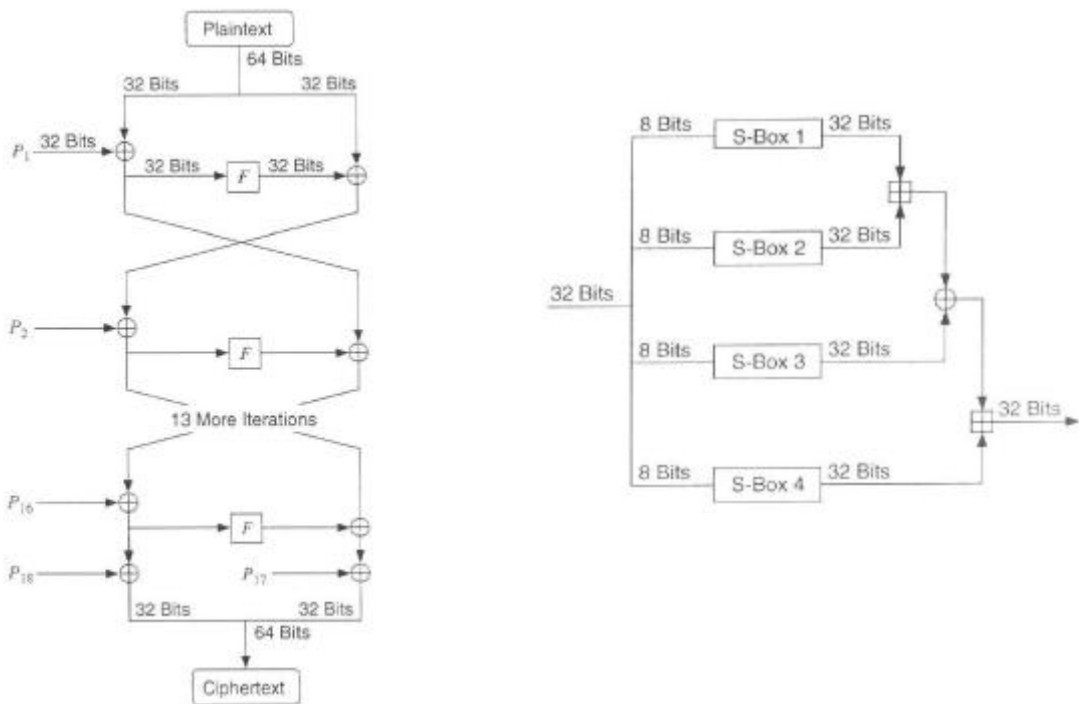 Plaintext
64 Bits
32 Bits 32 Bits
P1 32 Bits
32 Bits F 32 Bits
P2
F
13 More Iterations
P16
F
P18 P17
32 Bits 32 Bits
64 Bits
Ciphertext
8 Bits S-Box 1 32 Bits
8 Bits S-Box 2 32 Bits
32 Bits
8 Bits S-Box 3 32 Bits
32 Bits
8 Bits S-Box 4 32 Bits